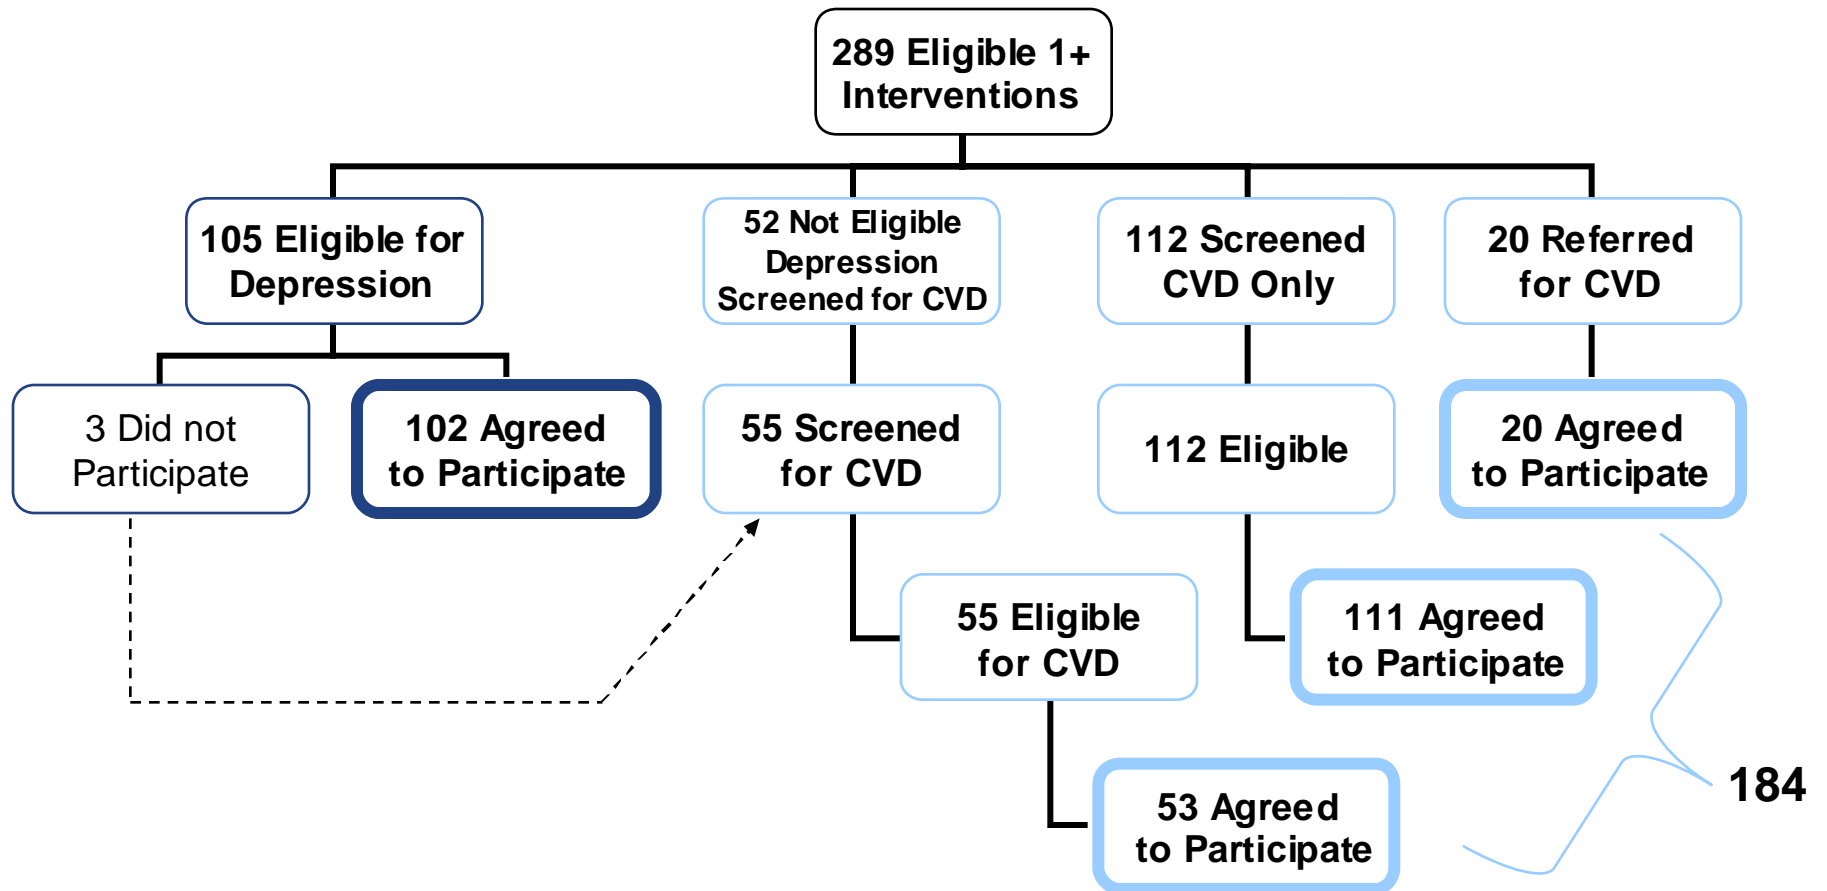 289 Eligible 1+
Interventions
105 Eligible for
Depression
52 Not Eligible
Depression
Screened for CVD
112 Screened
CVD Only
20 Referred
for CVD
3 Did not
Participate
102 Agreed
to Participate
55 Screened
for CVD
112 Eligible
20 Agreed
to Participate
55 Eligible
for CVD
111 Agreed
to Participate
53 Agreed
to Participate
184